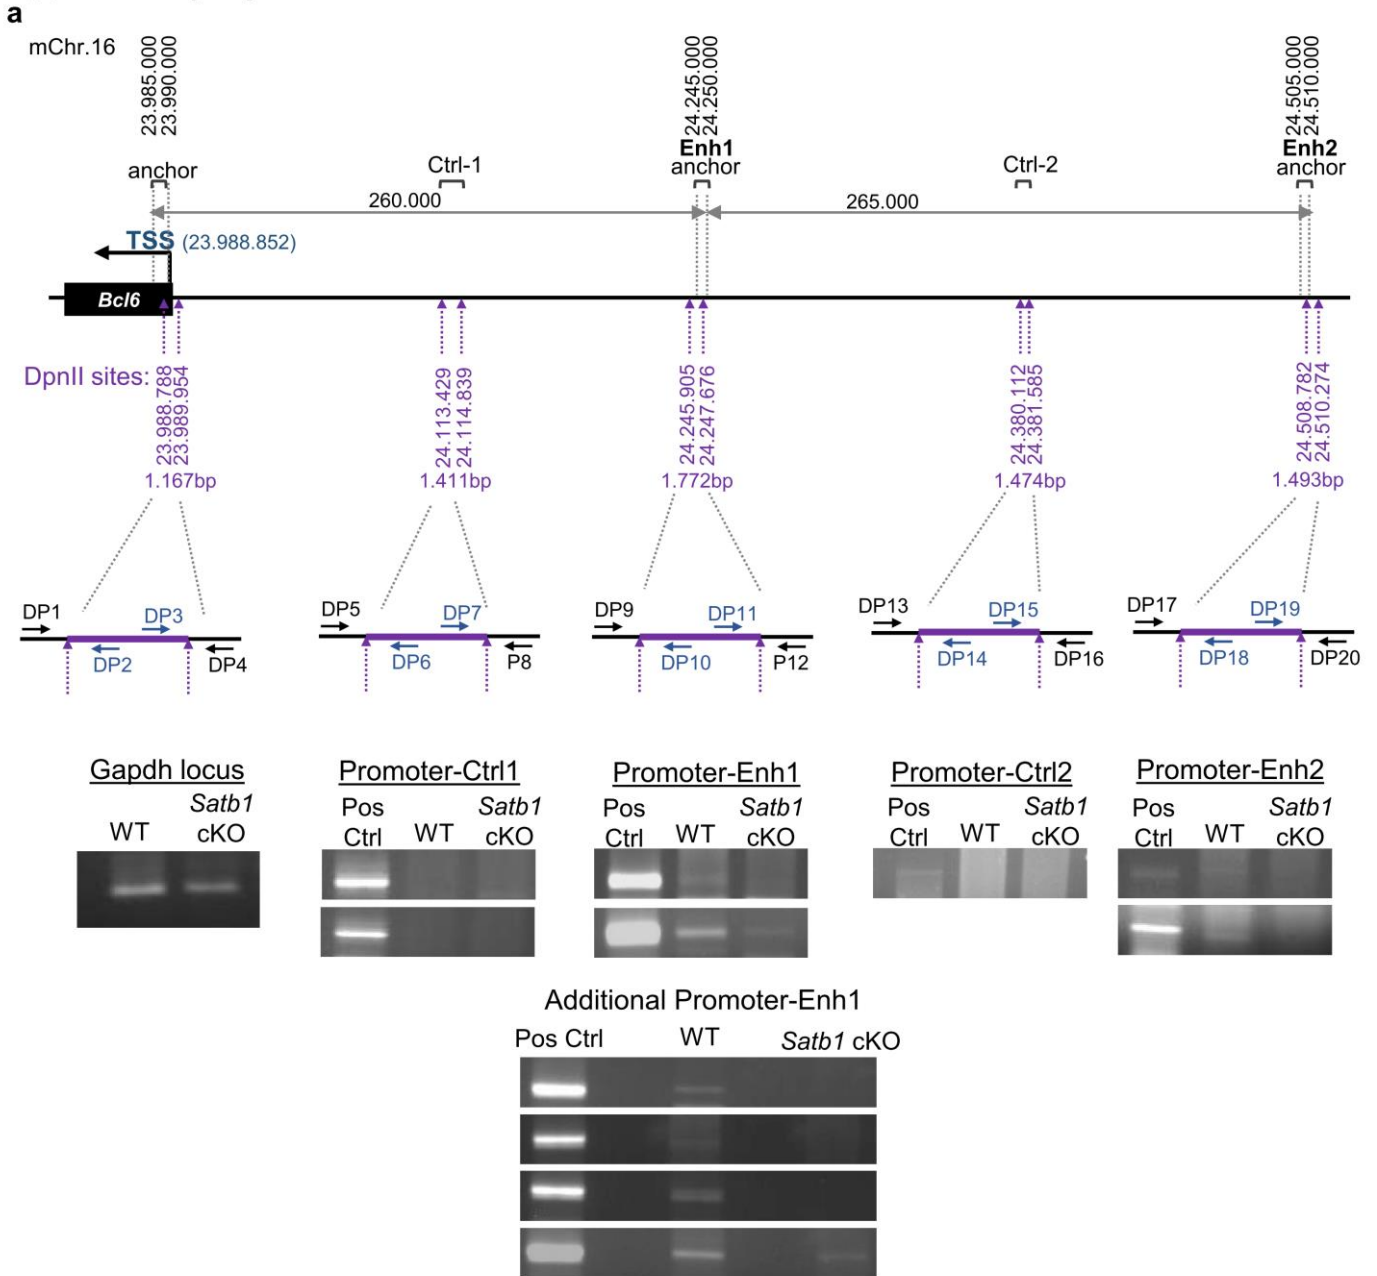 a
mChr.16
23.985.000
23.990.000
24.245.000
24.250.000
24.505.000
24.510.000
anchor
Ctrl-1
Enh1
anchor
Ctrl-2
Enh2
anchor
260.000
265.000
TSS (23.988.852)
Bcl6
DpnII sites:
23.988.788
23.989.954
24.113.429
24.114.839
24.245.905
24.247.676
24.380.112
24.381.585
24.508.782
24.510.274
1.167bp
1.411bp
1.772bp
1.474bp
1.493bp
DP1
DP3
DP2
DP4
DP5
DP7
DP6
P8
DP9
DP11
DP10
P12
DP13
DP15
DP14
DP16
DP17
DP19
DP18
DP20
Gapdh locus
WT
Satb1
cKO
Promoter-Ctrl1
Pos
Ctrl
WT
Satb1
cKO
Promoter-Enh1
Pos
Ctrl
WT
Satb1
cKO
Promoter-Ctrl2
Pos
Ctrl
WT
Satb1
cKO
Promoter-Enh2
Pos
Ctrl
WT
Satb1
cKO
Additional Promoter-Enh1
Pos Ctrl
WT
Satb1 cKO